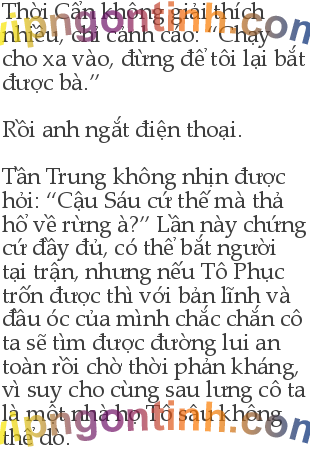 Thời Cẩn không giải thích
nhiều, chỉ cảnh cáo: “Chạy
cho xa vào, đừng để tôi lại bắt
được bà.”
Rồi anh ngắt điện thoại.
Tần Trung không nhịn được
hỏi: “Cậu Sáu cứ thế mà thả
hổ về rừng à?” Lần này chứng
cứ đầy đủ, có thể bắt người
tại trận, nhưng nếu Tô Phục
trốn được thì với bản lĩnh và
đầu óc của mình chắc chắn cô
ta sẽ tìm được đường lui an
toàn rồi chờ thời phản kháng,
vì suy cho cùng sau lưng cô ta
là một nhà họ Tô sâu không
thể dò.
vipngontinh.com
vipngontinh.com